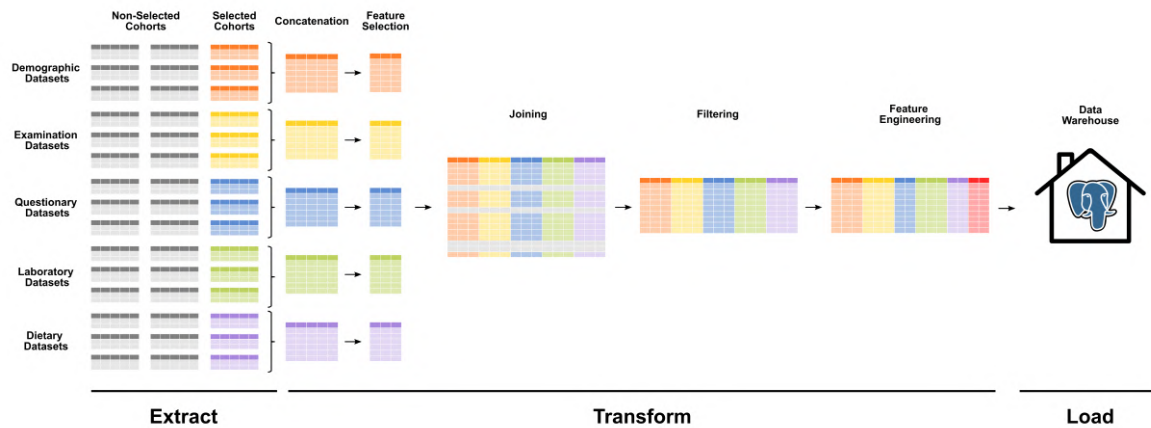 Non-Selected
Cohorts
Selected
Cohorts
Concatenation
Feature
Selection
Demographic
Datasets
Examination
Datasets
Questionary
Datasets
Laboratory
Datasets
Dietary
Datasets
Joining
Filtering
Feature
Engineering
Data
Warehouse
Extract
Transform
Load